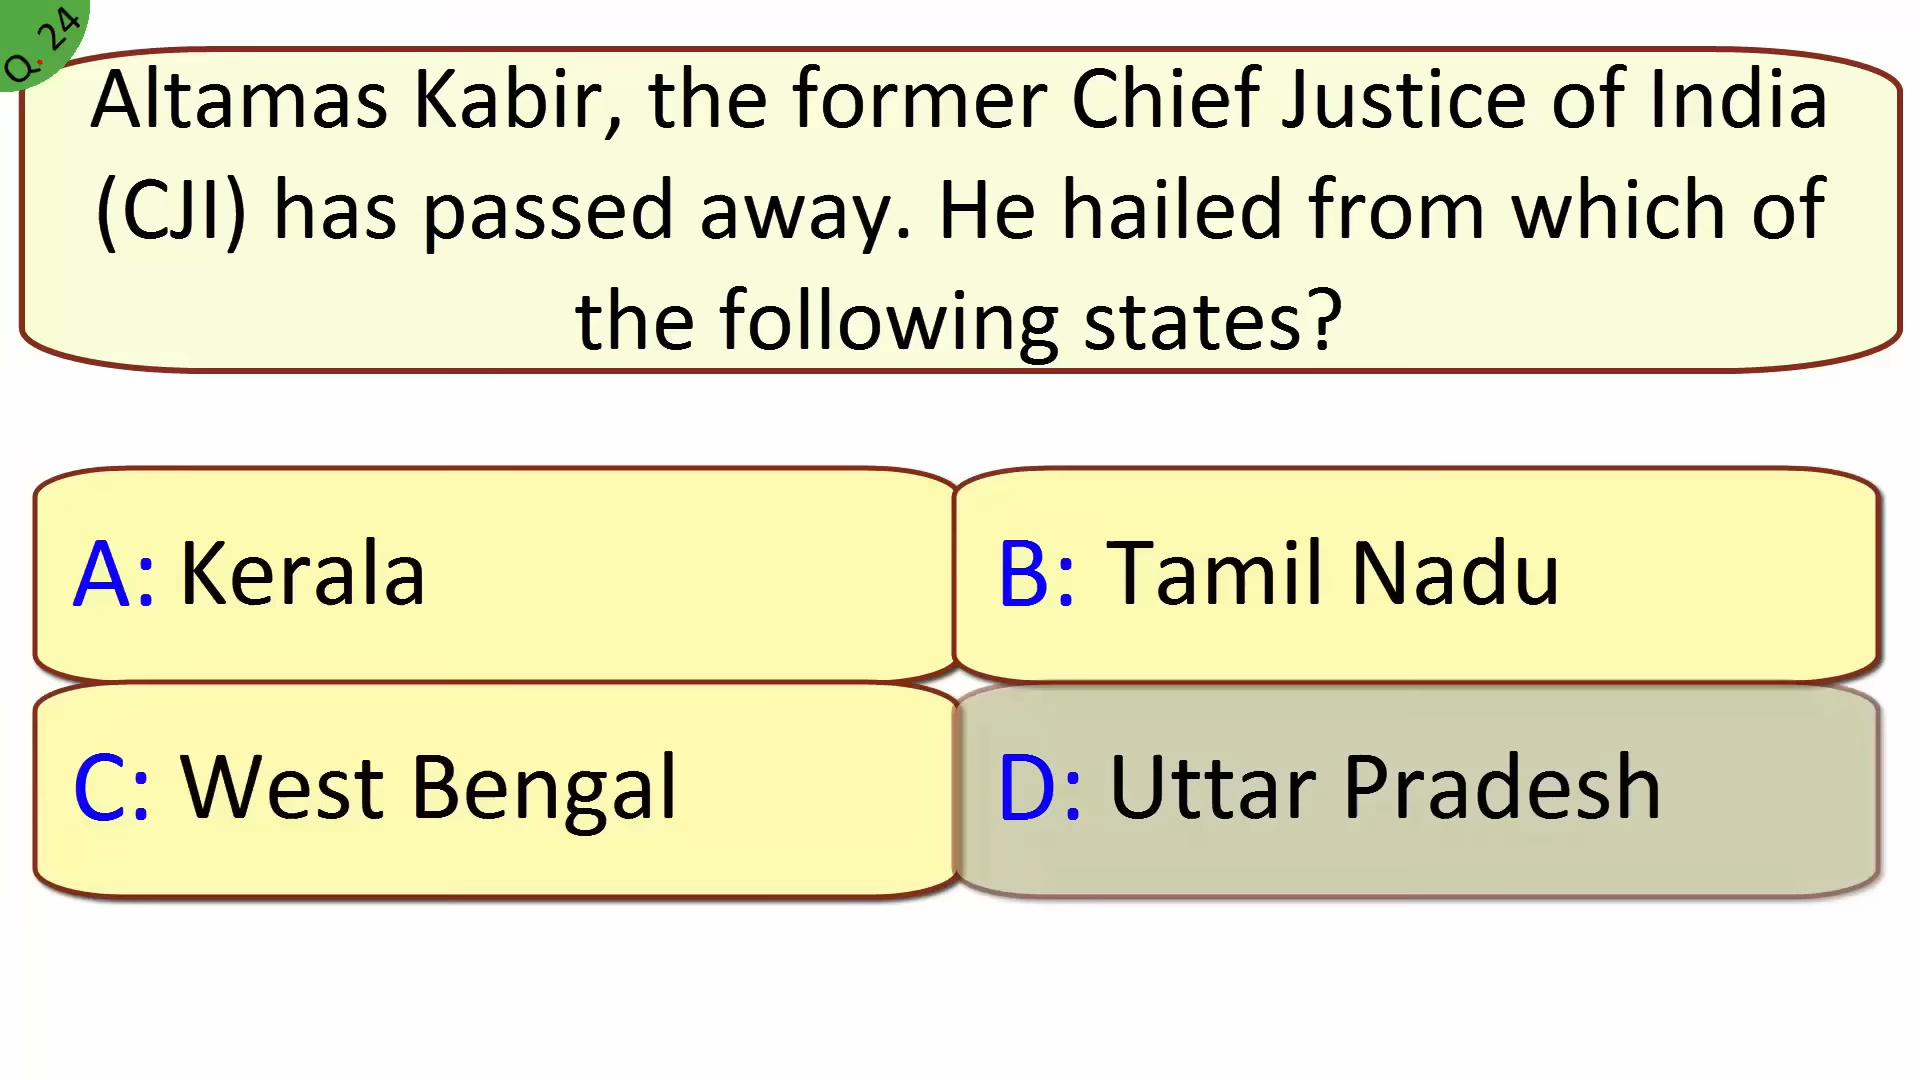 Q. 24
Altamas Kabir, the former Chief Justice of India
(CJI) has passed away. He hailed from which of
the following states?
A: Kerala
B: Tamil Nadu
C: West Bengal
D: Uttar Pradesh